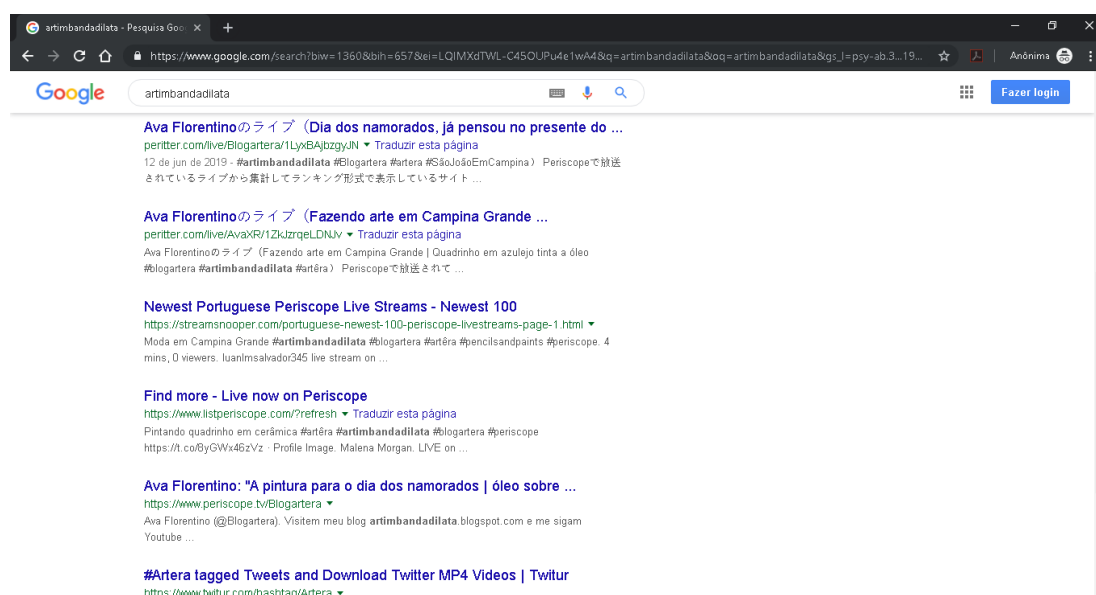 artimbandadilata - Pesquisa Goo
https://www.google.com/search?biw=1360&bih=657&ei=LQIMXdTWL-C45OUPu4e1wA4&q=artimbandadilata&oq=artimbandadilata&gs_l=psy-ab.3...19... Anônima
Google artimbandadilata Fazer login
Ava Florentinoのライブ（Dia dos namorados, já pensou no presente do ...
peritter.com/live/Blogartera/1LyxBAjbzgyJN ▼ Traduzir esta página
12 de jun de 2019 - #artimbandadilata #Blogartera #artera #SãoJoãoEmCampina） Periscopeで放送
されているライブから集計してランキング形式で表示しているサイト ...
Ava Florentinoのライブ（Fazendo arte em Campina Grande ...
peritter.com/live/AvaXR/1ZkJzrqeLDNJv ▼ Traduzir esta página
Ava Florentinoのライブ（Fazendo arte em Campina Grande | Quadrinho em azulejo tinta a óleo
#blogartera #artimbandadilata #artêra） Periscopeで放送されて ...
Newest Portuguese Periscope Live Streams - Newest 100
https://streamsnooper.com/portuguese-newest-100-periscope-livestreams-page-1.html ▼
Moda em Campina Grande #artimbandadilata #blogartera #artêra #pencilsandpaints #periscope. 4
mins, 0 viewers. luanlmsalvador345 live stream on ...
Find more - Live now on Periscope
https://www.listperiscope.com/?refresh ▼ Traduzir esta página
Pintando quadrinho em cerâmica #artêra #artimbandadilata #blogartera #periscope
https://t.co/8yGWx46zVz · Profile Image. Malena Morgan. LIVE on ...
Ava Florentino: "A pintura para o dia dos namorados | óleo sobre ...
https://www.periscope.tv/Blogartera ▼
Ava Florentino (@Blogartera). Visitem meu blog artimbandadilata.blogspot.com e me sigam
Youtube ...
#Artera tagged Tweets and Download Twitter MP4 Videos | Twitur
https://www.twitur.com/hashtag/Artera ▼